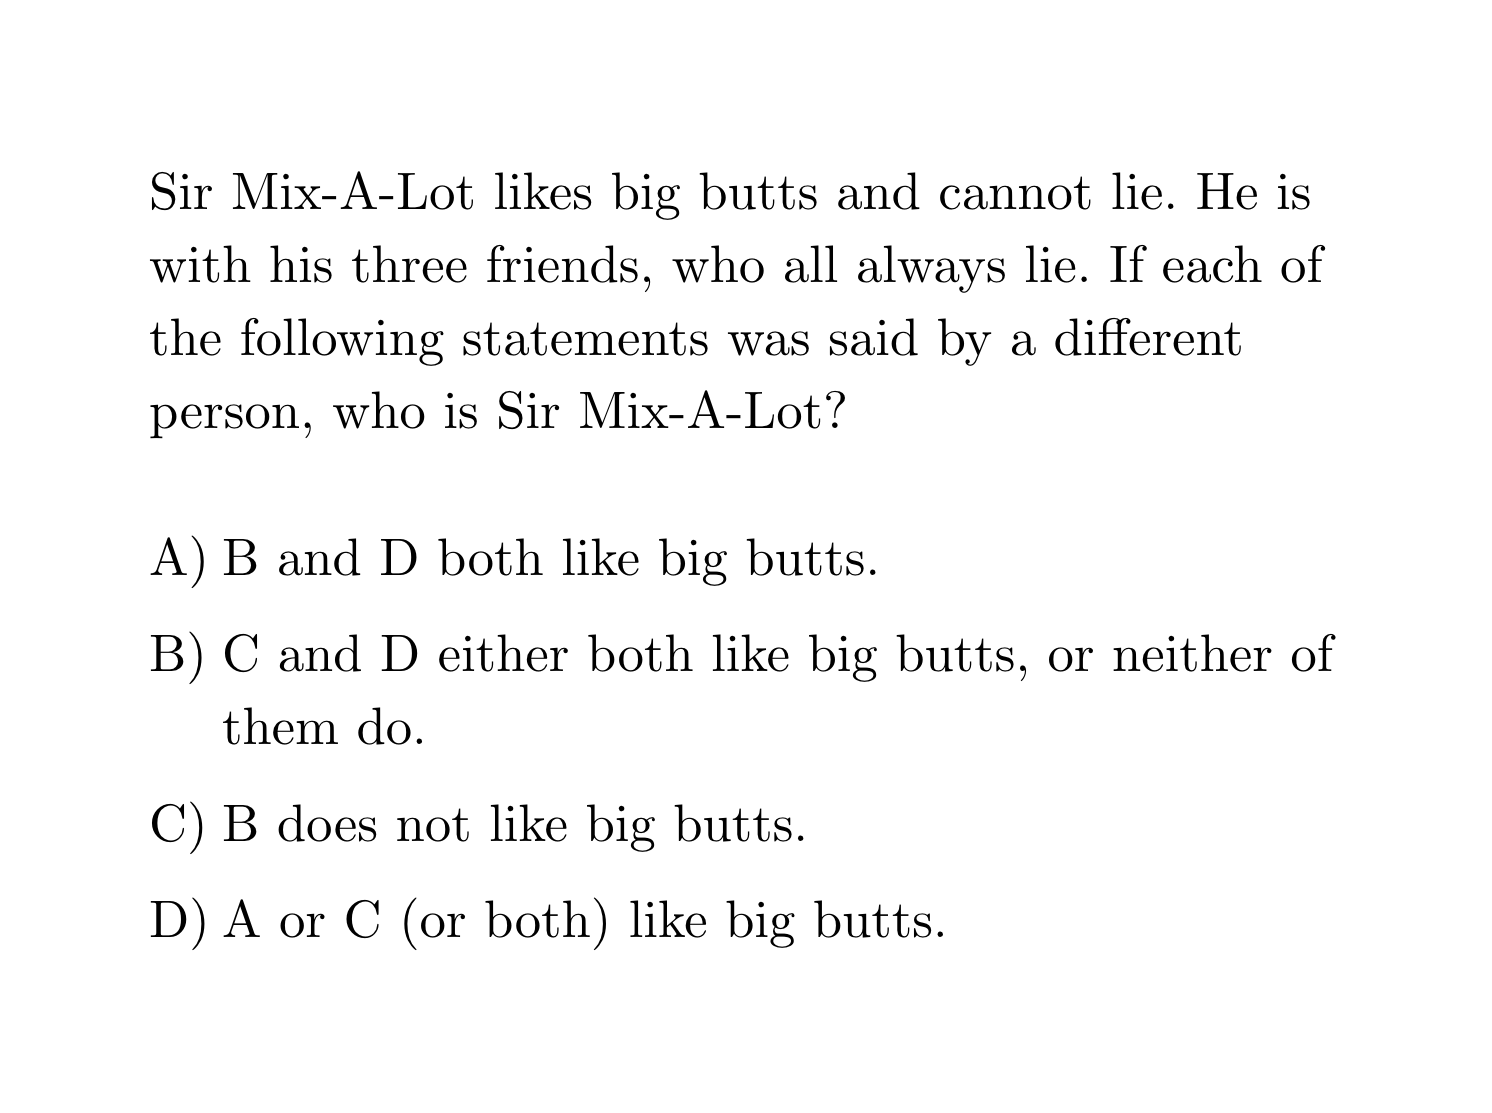 Sir Mix-A-Lot likes big butts and cannot lie. He is
with his three friends, who all always lie. If each of
the following statements was said by a different
person, who is Sir Mix-A-Lot?
A) B and D both like big butts.
B) C and D either both like big butts, or neither of
them do.
C) B does not like big butts.
D) A or C (or both) like big butts.